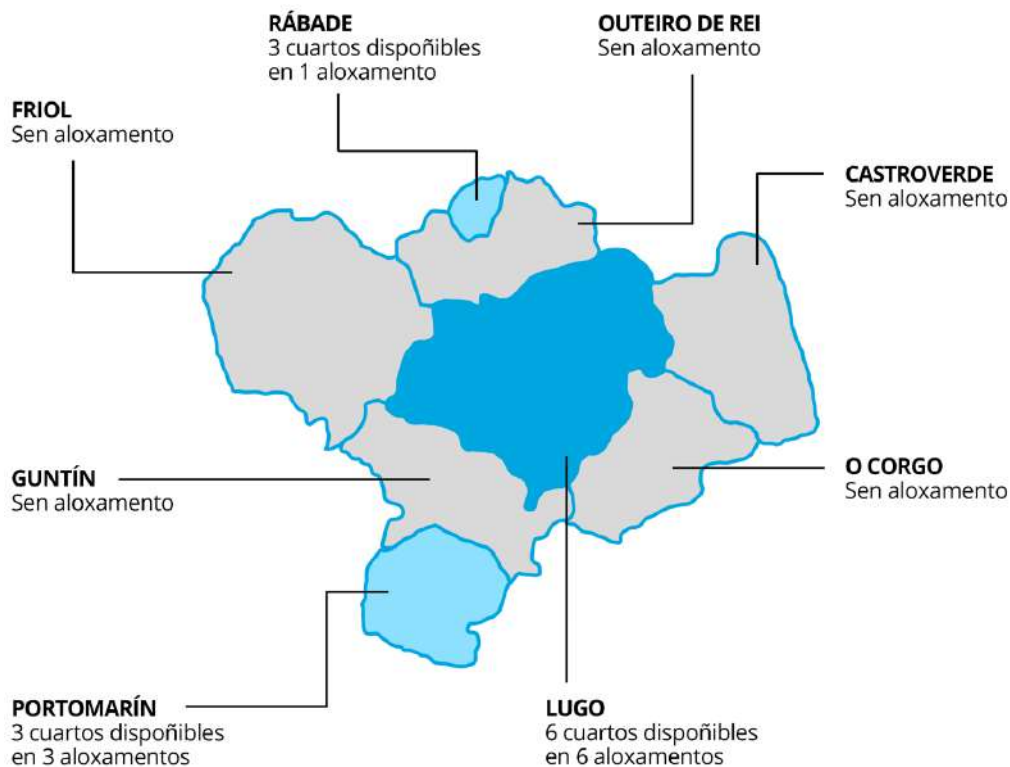 RÁBADE
3 cuartos dispoñibles
en 1 aloxamento
OUTEIRO DE REI
Sen aloxamento
FRIOL
Sen aloxamento
CASTROVERDE
Sen aloxamento
GUNTÍN
Sen aloxamento
O CORGO
Sen aloxamento
PORTOMARÍN
3 cuartos dispoñibles
en 3 aloxamentos
LUGO
6 cuartos dispoñibles
en 6 aloxamentos